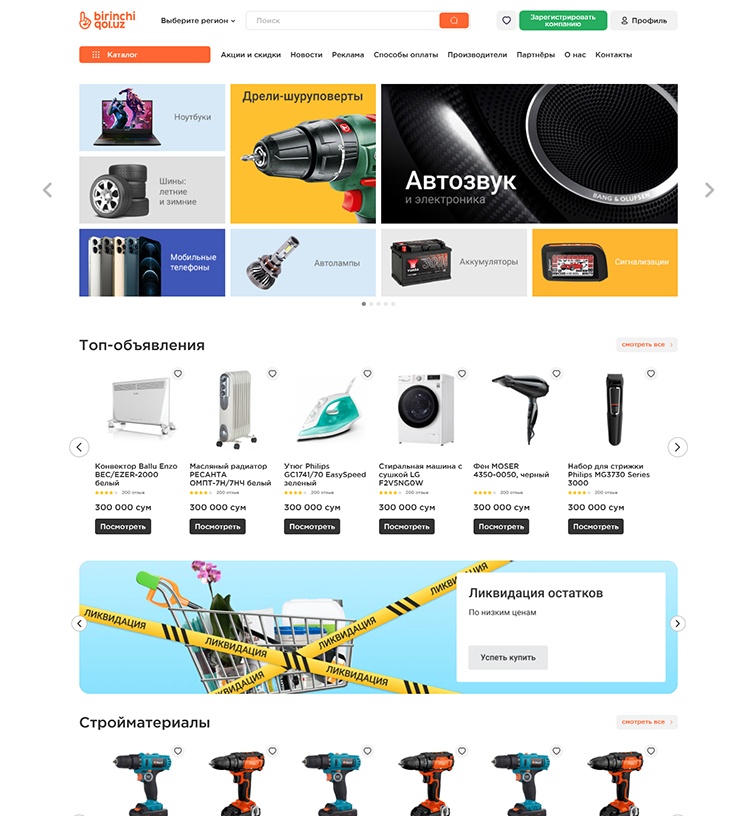 birinchi
qol.uz
Выберите регион
Поиск
Зарегистрировать
компанию
Профиль
Каталог
Акции и скидки
Новости
Реклама
Способы оплаты
Производители
Партнёры
О нас
Контакты
Ноутбуки
Дрели-шуруповерты
Шины:
летние
и зимние
Автозвук
и электроника
BANG & OLUFSEN
Мобильные
телефоны
Автолампы
Аккумуляторы
Сигнализации
Топ-объявления
смотреть все
Конвектор Ballu Enzo
BEC/EZER-2000
белый
200 отзыв
300 000 сум
Посмотреть
Масляный радиатор
РЕСАНТА
ОМПТ-7Н/7НЧ белый
200 отзыв
300 000 сум
Посмотреть
Утюг Philips
GC1741/70 EasySpeed
зеленый
200 отзыв
300 000 сум
Посмотреть
Стиральная машина с
сушкой LG
F2V5NG0W
200 отзыв
300 000 сум
Посмотреть
Фен MOSER
4350-0050, черный
200 отзыв
300 000 сум
Посмотреть
Набор для стрижки
Philips MG3730 Series
3000
200 отзыв
300 000 сум
Посмотреть
ЛИКВИДАЦИЯ
ЛИКВИДАЦИЯ
ЛИКВИДАЦИЯ
ЛИКВИДАЦИЯ
ЛИКВИДАЦИЯ
ЛИКВИДАЦИЯ
ЛИКВИДАЦИЯ
Ликвидация остатков
По низким ценам
Успеть купить
Стройматериалы
смотреть все